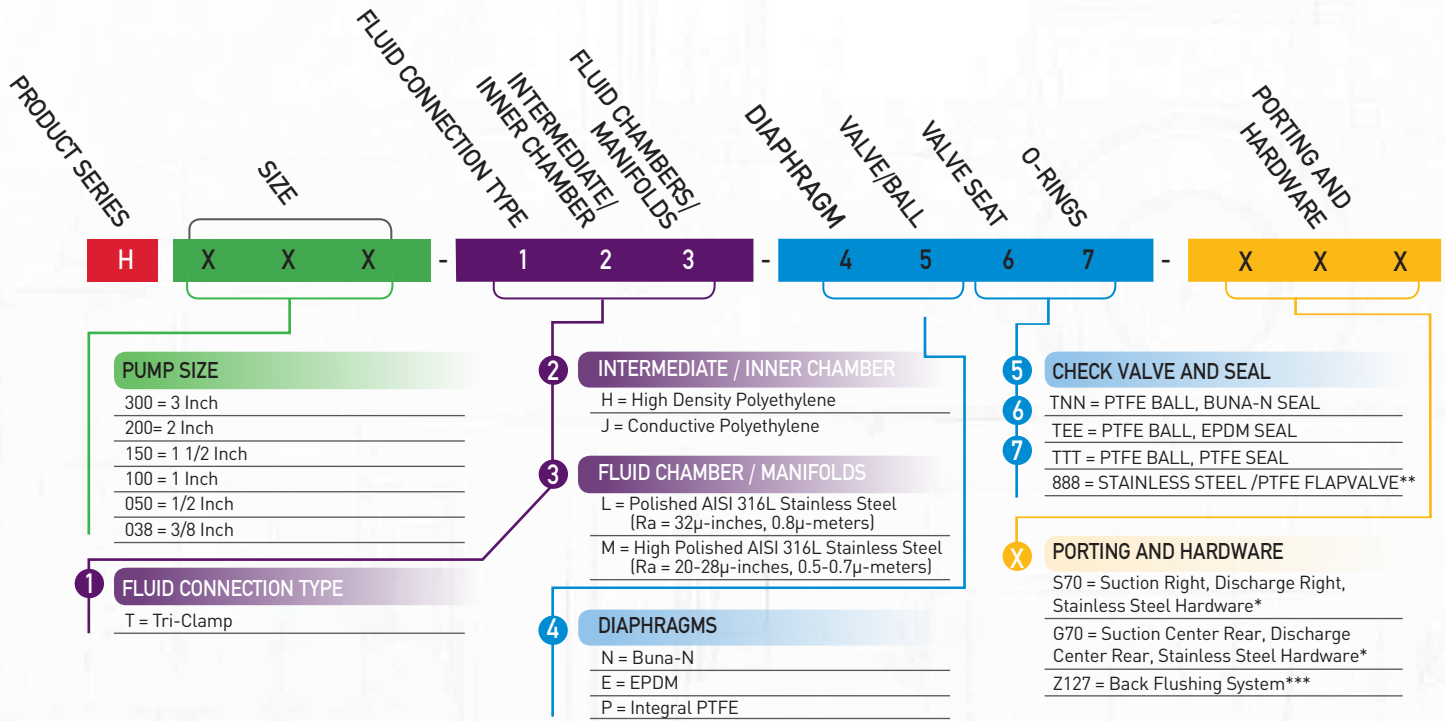 PRODUCT SERIES
SIZE
FLUID CONNECTION TYPE
INTERMEDIATE/
INNER CHAMBER
FLUID CHAMBERS/
MANIFOLDS
DIAPHRAGM
VALVE/BALL
VALVE SEAT
O-RINGS
PORTING AND
HARDWARE
H X X X - 1 2 3 - 4 5 6 7 - X X X
PUMP SIZE
300 = 3 Inch
200= 2 Inch
150 = 1 1/2 Inch
100 = 1 Inch
050 = 1/2 Inch
038 = 3/8 Inch
1 FLUID CONNECTION TYPE
T = Tri-Clamp
2 INTERMEDIATE / INNER CHAMBER
H = High Density Polyethylene
J = Conductive Polyethylene
3 FLUID CHAMBER / MANIFOLDS
L = Polished AISI 316L Stainless Steel
(Ra = 32µ-inches, 0.8µ-meters)
M = High Polished AISI 316L Stainless Steel
(Ra = 20-28µ-inches, 0.5-0.7µ-meters)
4 DIAPHRAGMS
N = Buna-N
E = EPDM
P = Integral PTFE
5 CHECK VALVE AND SEAL
6 TNN = PTFE BALL, BUNA-N SEAL
TEE = PTFE BALL, EPDM SEAL
7 TTT = PTFE BALL, PTFE SEAL
888 = STAINLESS STEEL /PTFE FLAPVALVE**
X PORTING AND HARDWARE
S70 = Suction Right, Discharge Right,
Stainless Steel Hardware*
G70 = Suction Center Rear, Discharge
Center Rear, Stainless Steel Hardware*
Z127 = Back Flushing System***